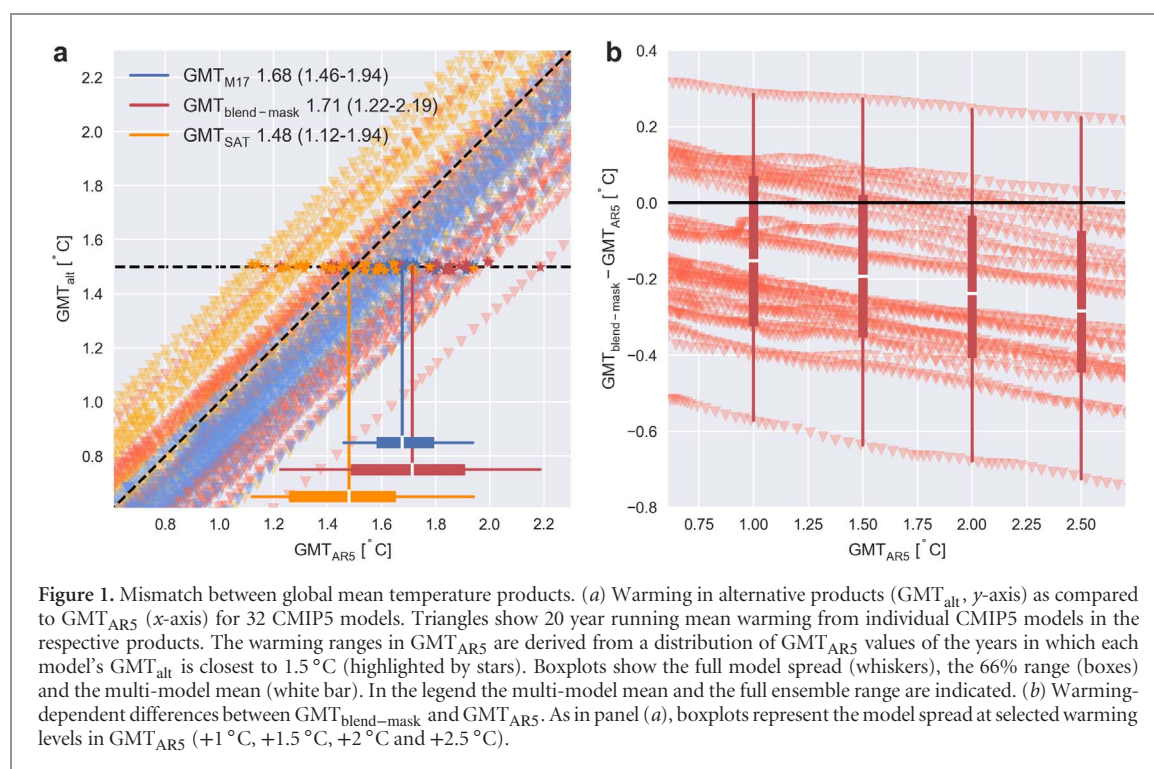 a
b
GMT_M17 1.68 (1.46-1.94)
GMT_blend−mask 1.71 (1.22-2.19)
GMT_SAT 1.48 (1.12-1.94)
2.2
2.0
1.8
1.6
1.4
1.2
1.0
0.8
GMT_alt [°C]
0.8 1.0 1.2 1.4 1.6 1.8 2.0 2.2
GMT_AR5 [°C]
0.4
0.2
0.0
−0.2
−0.4
−0.6
−0.8
GMT_blend−mask − GMT_AR5 [°C]
0.75 1.00 1.25 1.50 1.75 2.00 2.25 2.50
GMT_AR5 [°C]
Figure 1. Mismatch between global mean temperature products. (a) Warming in alternative products (GMT_alt, y-axis) as compared
to GMT_AR5 (x-axis) for 32 CMIP5 models. Triangles show 20 year running mean warming from individual CMIP5 models in the
respective products. The warming ranges in GMT_AR5 are derived from a distribution of GMT_AR5 values of the years in which each
model's GMT_alt is closest to 1.5 °C (highlighted by stars). Boxplots show the full model spread (whiskers), the 66% range (boxes)
and the multi-model mean (white bar). In the legend the multi-model mean and the full ensemble range are indicated. (b) Warming-
dependent differences between GMT_blend−mask and GMT_AR5. As in panel (a), boxplots represent the model spread at selected warming
levels in GMT_AR5 (+1 °C, +1.5 °C, +2 °C and +2.5 °C).